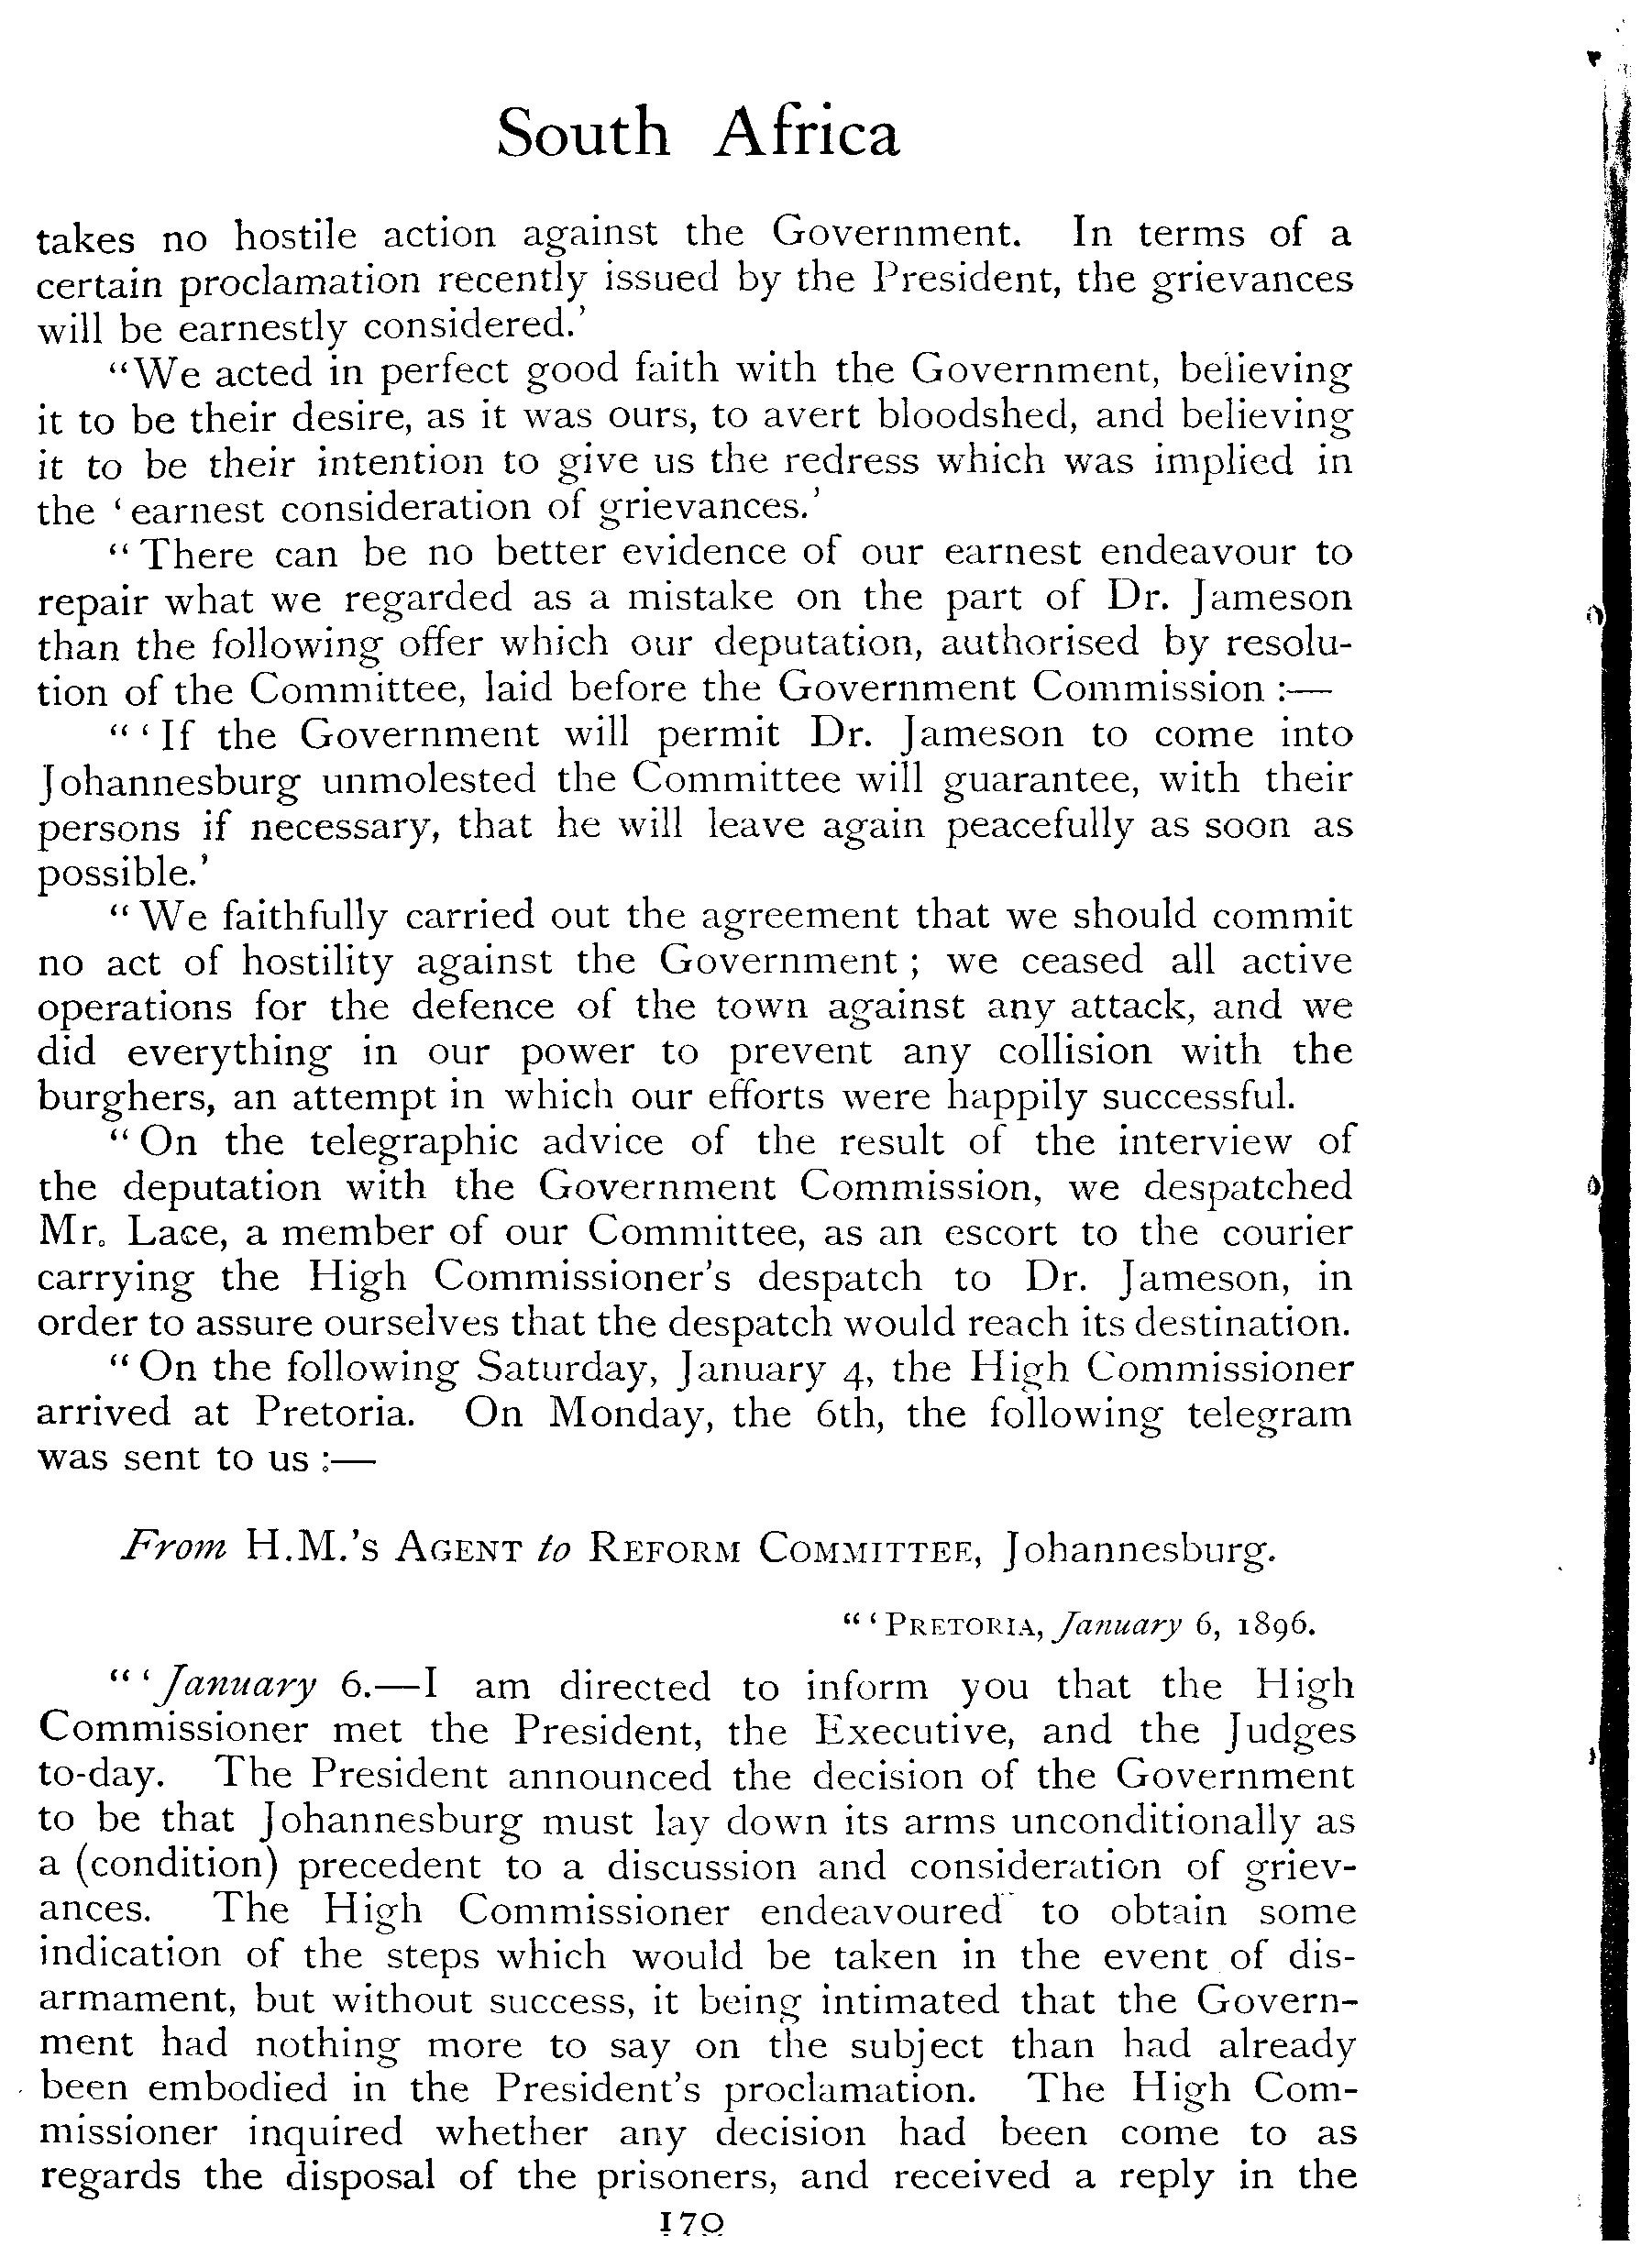 South Africa
takes no hostile action against the Government. In terms of a
certain proclamation recently issued by the President, the grievances
will be earnestly considered.'
“We acted in perfect good faith with the Government, believing
it to be their desire, as it was ours, to avert bloodshed, and believing
it to be their intention to give us the redress which was implied in
the ‘earnest consideration of grievances.’
“There can be no better evidence of our earnest endeavour to
repair what we regarded as a mistake on the part of Dr. Jameson
than the following offer which our deputation, authorised by resolu-
tion of the Committee, laid before the Government Commission :—
“‘If the Government will permit Dr. Jameson to come into
Johannesburg unmolested the Committee will guarantee, with their
persons if necessary, that he will leave again peacefully as soon as
possible.’
“We faithfully carried out the agreement that we should commit
no act of hostility against the Government ; we ceased all active
operations for the defence of the town against any attack, and we
did everything in our power to prevent any collision with the
burghers, an attempt in which our efforts were happily successful.
“On the telegraphic advice of the result of the interview of
the deputation with the Government Commission, we despatched
Mr. Lace, a member of our Committee, as an escort to the courier
carrying the High Commissioner's despatch to Dr. Jameson, in
order to assure ourselves that the despatch would reach its destination.
“On the following Saturday, January 4, the High Commissioner
arrived at Pretoria. On Monday, the 6th, the following telegram
was sent to us :—
From H.M.'s AGENT to REFORM COMMITTEE, Johannesburg.
“‘PRETORIA, January 6, 1896.
“‘January 6.—I am directed to inform you that the High
Commissioner met the President, the Executive, and the Judges
to-day. The President announced the decision of the Government
to be that Johannesburg must lay down its arms unconditionally as
a (condition) precedent to a discussion and consideration of griev-
ances. The High Commissioner endeavoured to obtain some
indication of the steps which would be taken in the event of dis-
armament, but without success, it being intimated that the Govern-
ment had nothing more to say on the subject than had already
been embodied in the President's proclamation. The High Com-
missioner inquired whether any decision had been come to as
regards the disposal of the prisoners, and received a reply in the
170